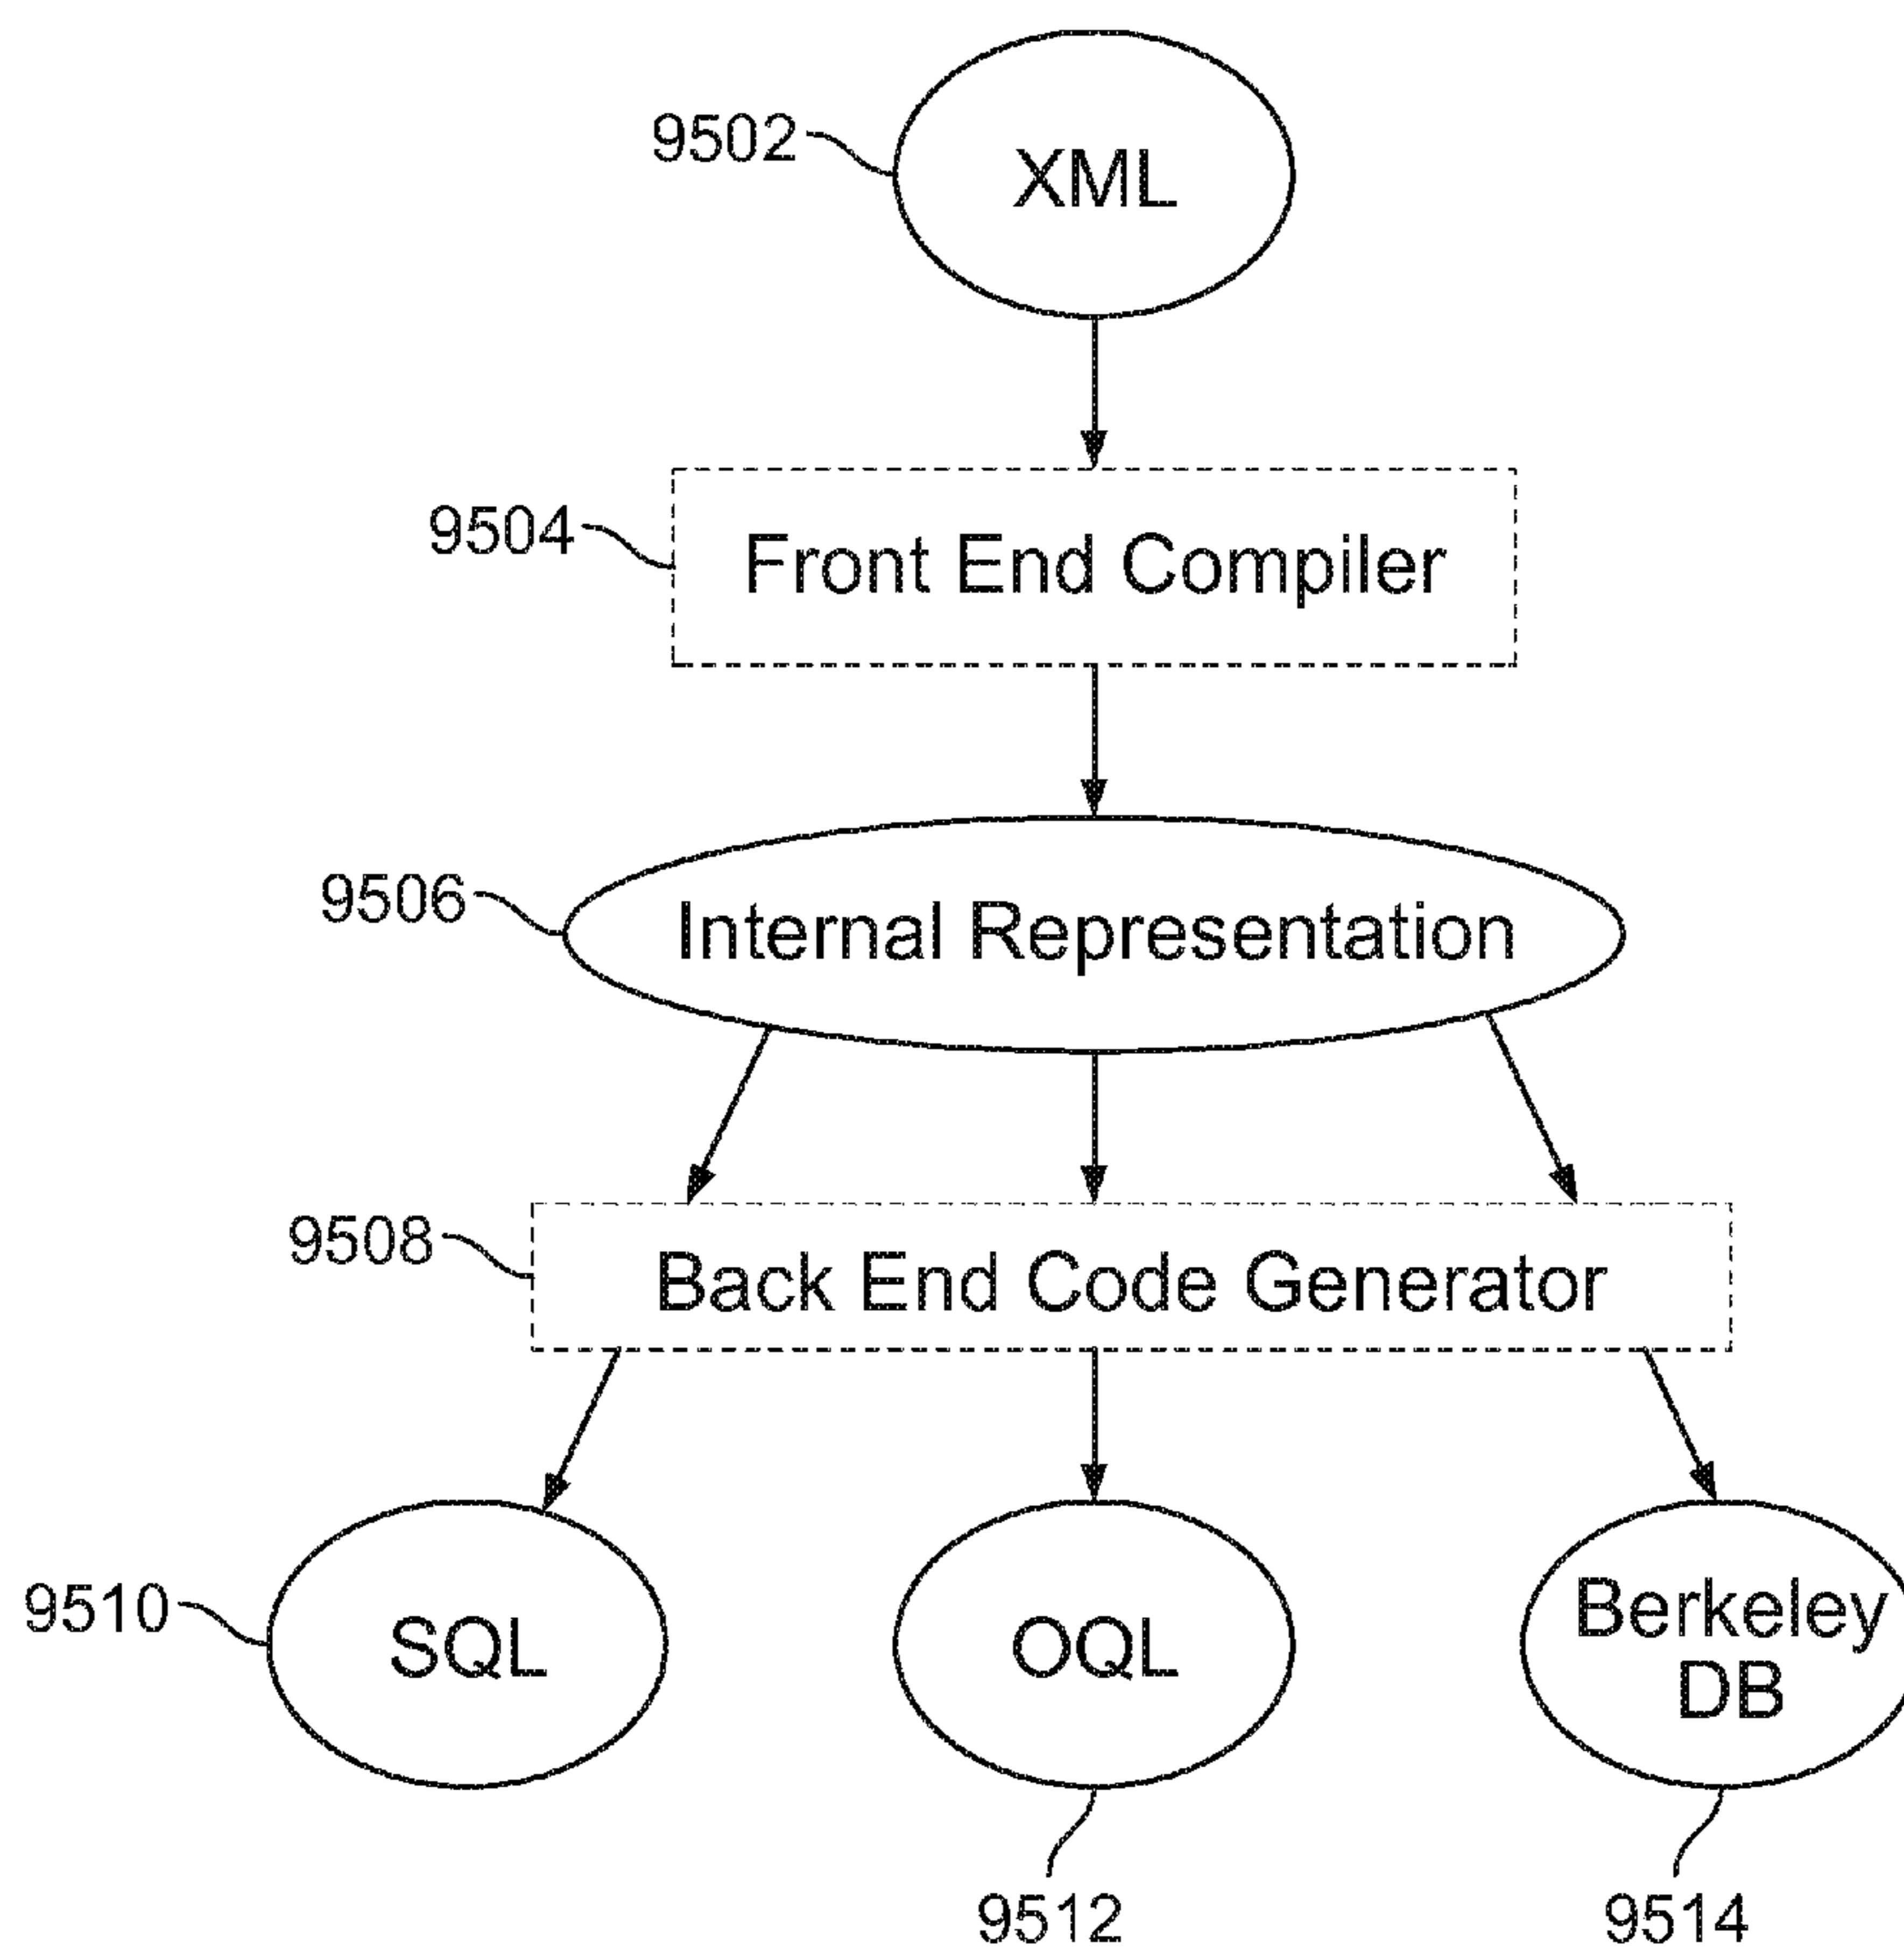 9502
XML
9504
Front End Compiler
9506
Internal Representation
9508
Back End Code Generator
9510
SQL
OQL
Berkeley
DB
9512
9514